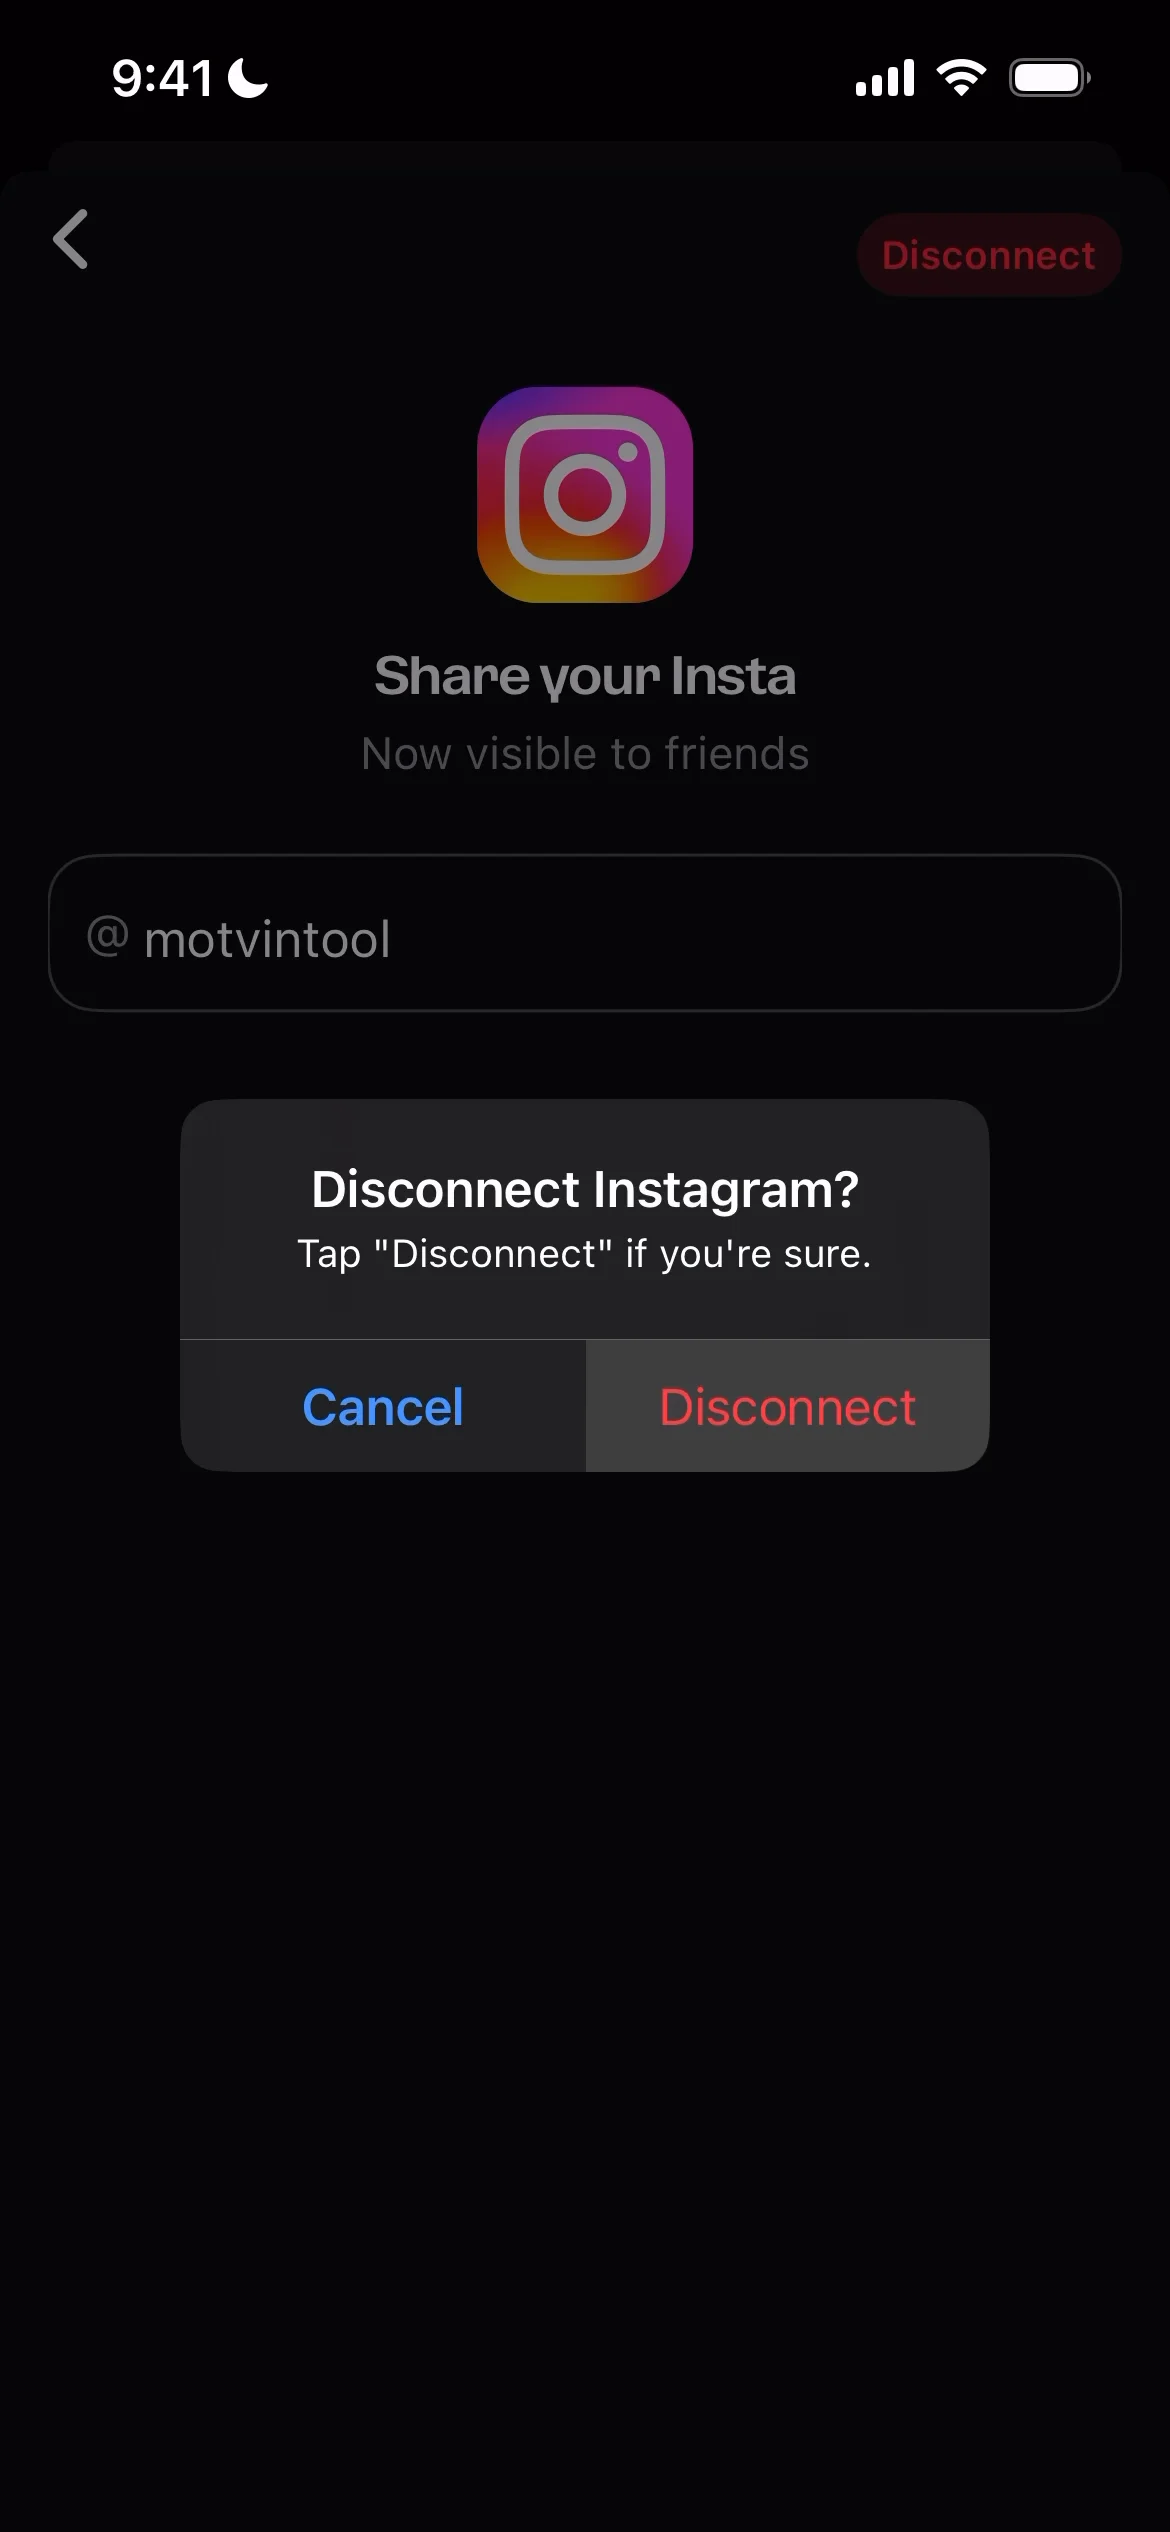 9:41
Disconnect
Share your Insta
Now visible to friends
@ motvintool
Disconnect Instagram?
Tap "Disconnect" if you're sure.
Cancel
Disconnect